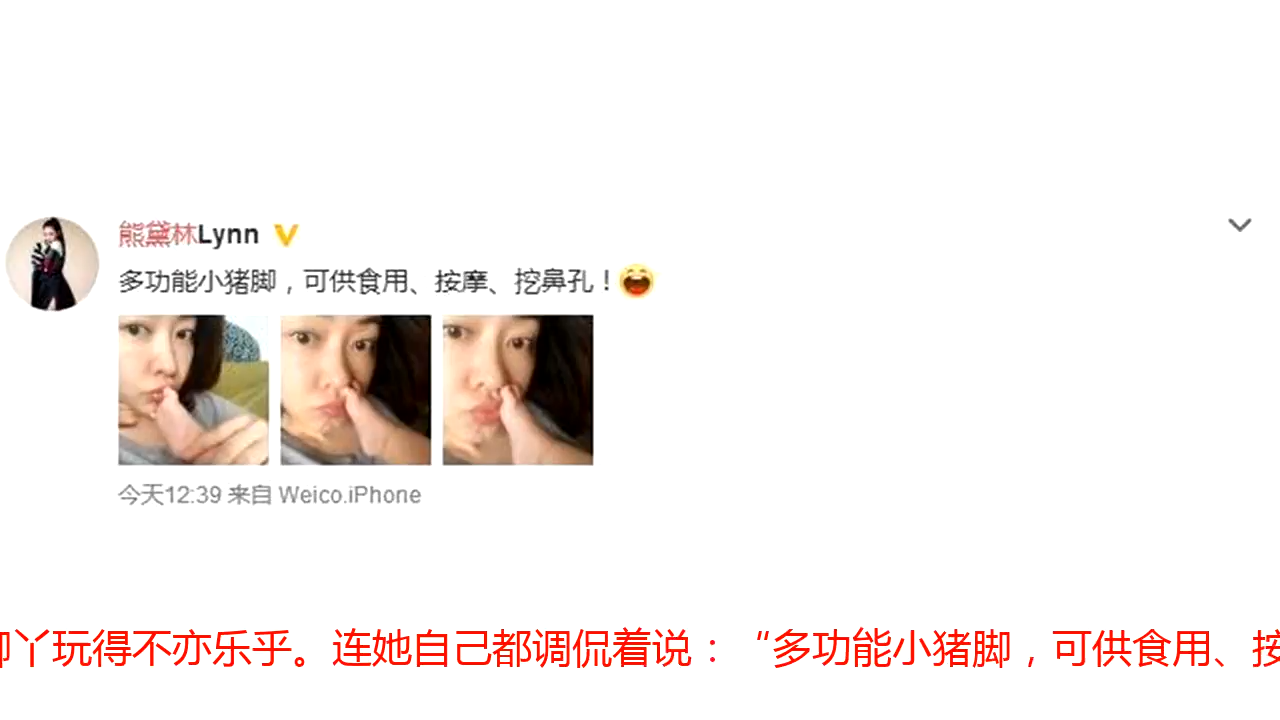 熊黛林Lynn
多功能小猪脚，可供食用、按摩、挖鼻孔！
今天12:39 来自 Weico.iPhone
脚丫玩得不亦乐乎。连她自己都调侃着说：“多功能小猪脚，可供食用、按